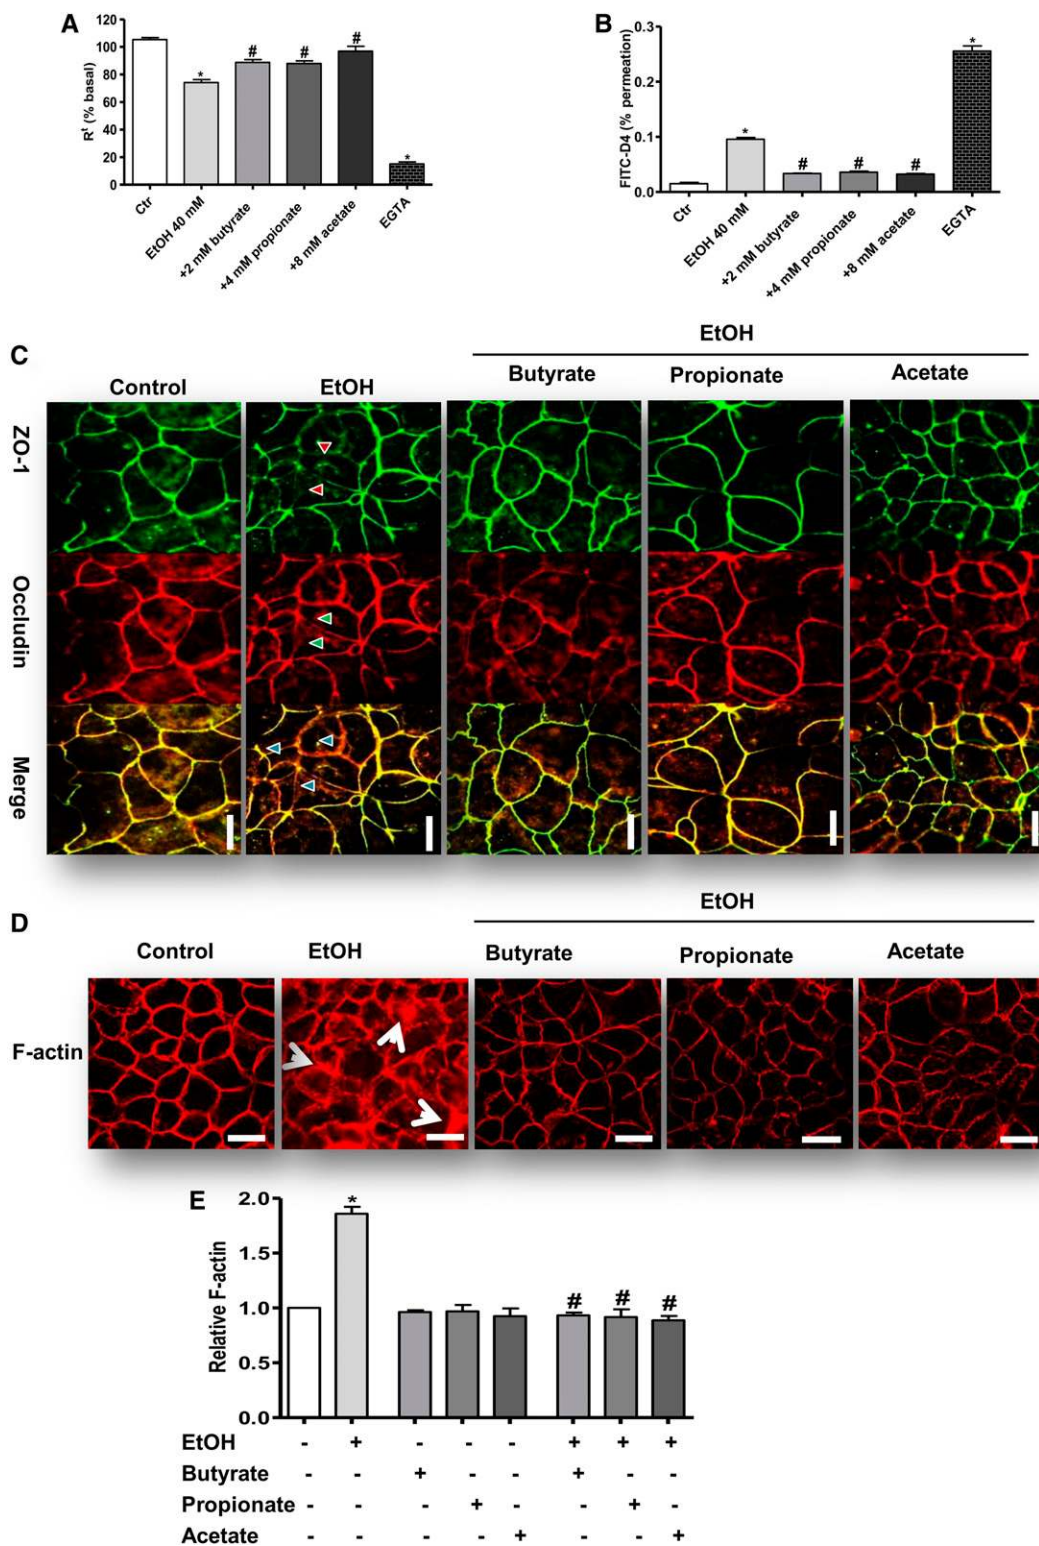 A
R^t (% basal)
120
100
80
60
40
20
0
* # # # *
Ctr
EtOH 40 mM
+2 mM butyrate
+4 mM propionate
+8 mM acetate
EGTA
B
FITC-D4 (% permeation)
0.3
0.2
0.1
0.0
* # # # *
Ctr
EtOH 40 mM
+2 mM butyrate
+4 mM propionate
+8 mM acetate
EGTA
C
EtOH
Control EtOH Butyrate Propionate Acetate
ZO-1
Occludin
Merge
D
EtOH
Control EtOH Butyrate Propionate Acetate
F-actin
E
Relative F-actin
2.0
1.5
1.0
0.5
0.0
* # # #
EtOH - + - - - + + +
Butyrate - - + - - + - -
Propionate - - - + - - + -
Acetate - - - - + - - +